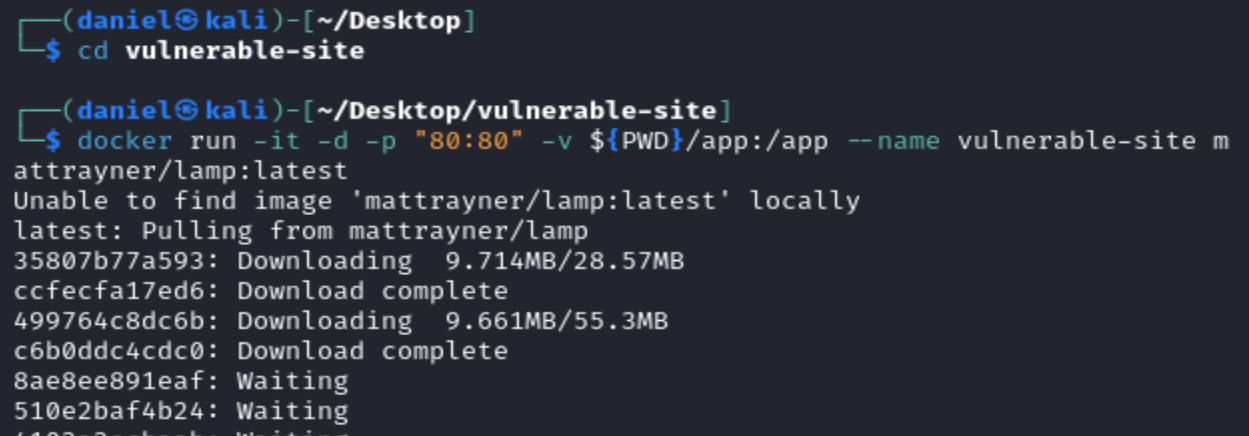 ┌──(daniel㉿kali)-[~/Desktop]
└─$ cd vulnerable-site
┌──(daniel㉿kali)-[~/Desktop/vulnerable-site]
└─$ docker run -it -d -p "80:80" -v ${PWD}/app:/app --name vulnerable-site m
attrayner/lamp:latest
Unable to find image 'mattrayner/lamp:latest' locally
latest: Pulling from mattrayner/lamp
35807b77a593: Downloading  9.714MB/28.57MB
ccfecfa17ed6: Download complete
499764c8dc6b: Downloading  9.661MB/55.3MB
c6b0ddc4cdc0: Download complete
8ae8ee891eaf: Waiting
510e2baf4b24: Waiting